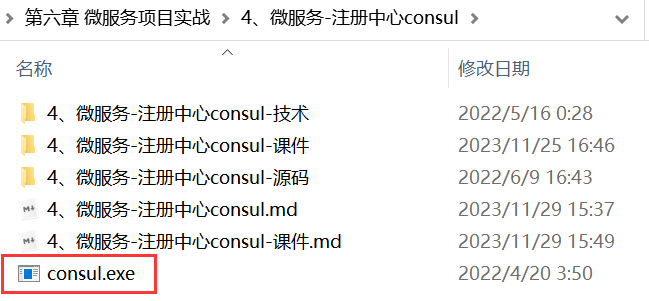 第六章 微服务项目实战 > 4、微服务-注册中心consul >
名称 修改日期
4、微服务-注册中心consul-技术 2022/5/16 0:28
4、微服务-注册中心consul-课件 2023/11/25 16:46
4、微服务-注册中心consul-源码 2022/6/9 16:43
4、微服务-注册中心consul.md 2023/11/29 15:37
4、微服务-注册中心consul-课件.md 2023/11/29 15:49
consul.exe 2022/4/20 3:50